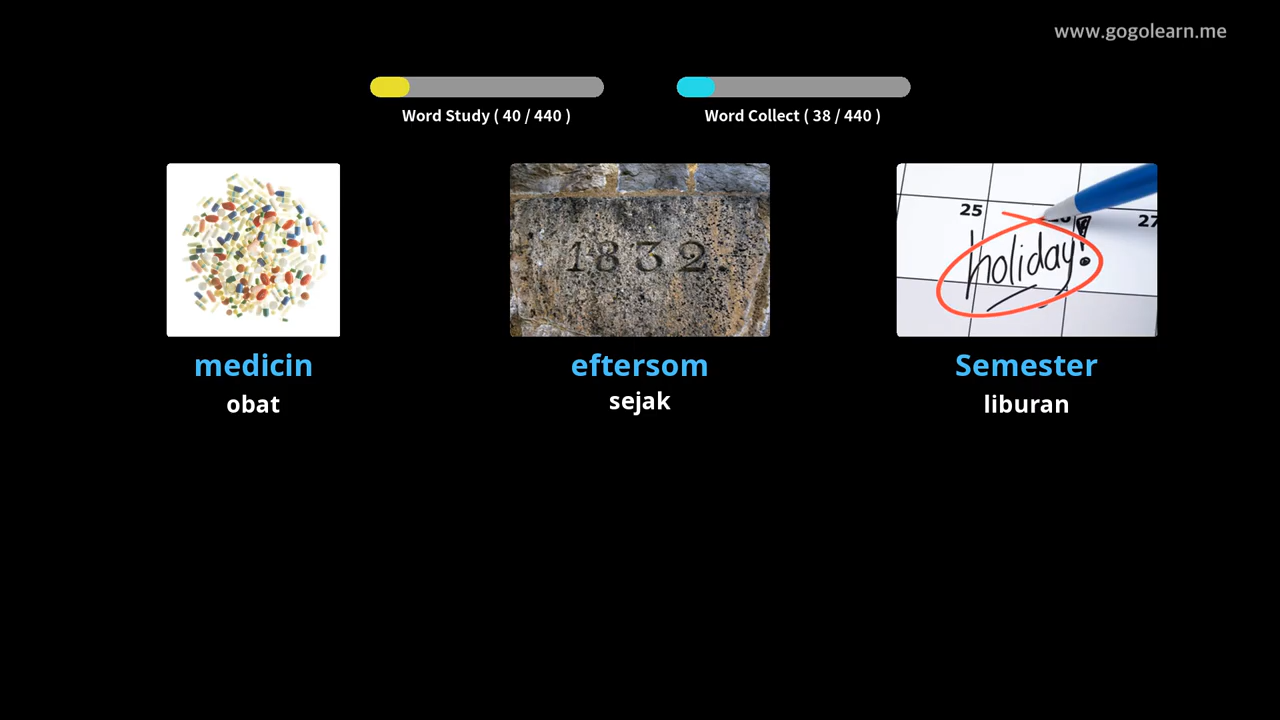 www.gogolearn.me
Word Study ( 40 / 440 )
Word Collect ( 38 / 440 )
1832.
25
27
holiday!
medicin
eftersom
Semester
obat
sejak
liburan